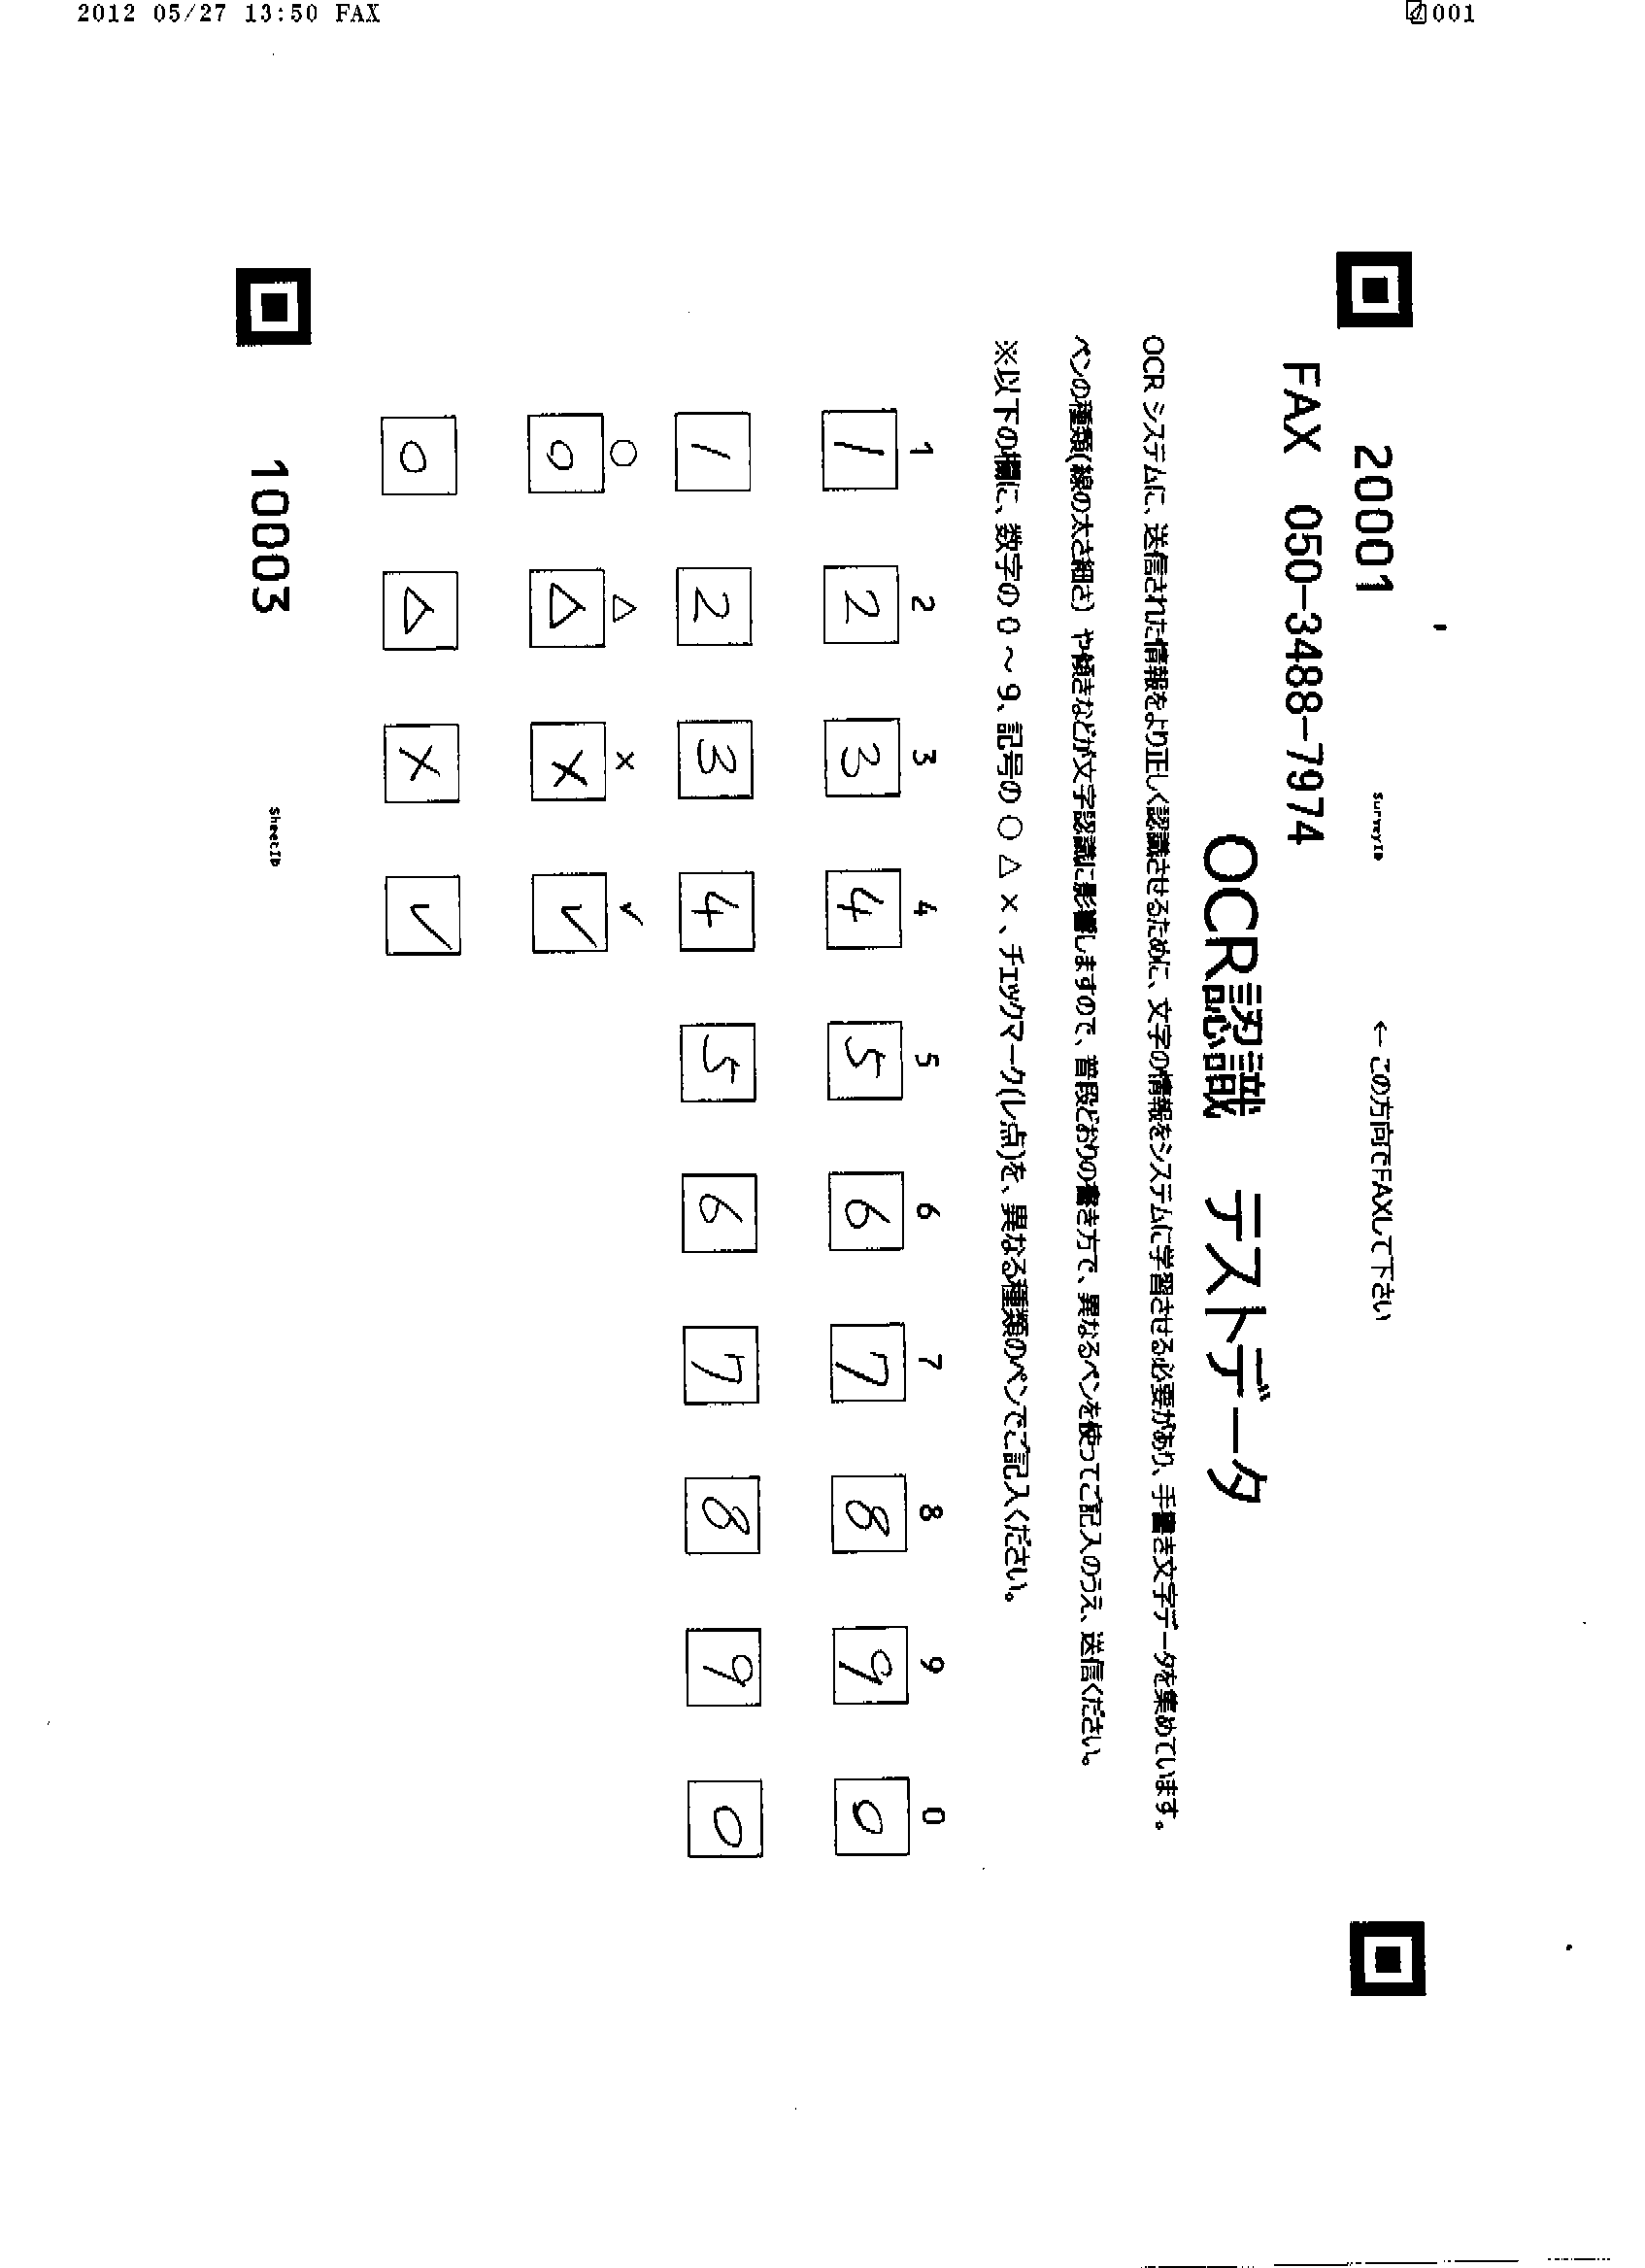 2012 05/27 13:50 FAX 001
20001 SurveyID ← この方向でFAXして下さい
FAX 050-3488-7974
OCR認識 テストデータ
OCR システムに、送信された情報をより正しく認識させるために、文字の情報をシステムに学習させる必要があり、手書き文字データを集めています。
ペンの種類(線の太さ細さ) や傾きなどが文字認識に影響しますので、普段どおりの書き方で、異なるペンを使ってご記入のうえ、送信ください。
※以下の欄に、数字の 0 ～ 9、記号の ○ △ × 、チェックマーク(レ点)を、異なる種類のペンでご記入ください。
1 2 3 4 5 6 7 8 9 0
1 2 3 4 5 6 7 8 9 0
1 2 3 4 5 6 7 8 9 0
○ △ × ✓
○ △ × ✓
○ △ × ✓
10003 SheetID